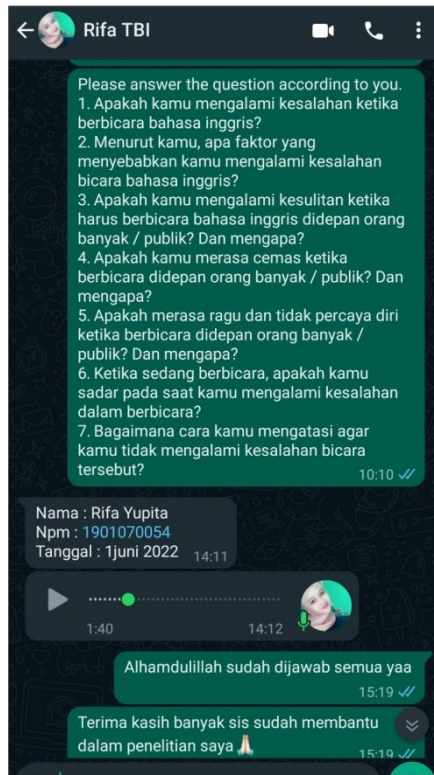 Rifa TBI
Please answer the question according to you.
1. Apakah kamu mengalami kesalahan ketika
berbicara bahasa inggris?
2. Menurut kamu, apa faktor yang
menyebabkan kamu mengalami kesalahan
bicara bahasa inggris?
3. Apakah kamu mengalami kesulitan ketika
harus berbicara bahasa inggris didepan orang
banyak / publik? Dan mengapa?
4. Apakah kamu merasa cemas ketika
berbicara didepan orang banyak / publik? Dan
mengapa?
5. Apakah merasa ragu dan tidak percaya diri
ketika berbicara didepan orang banyak /
publik? Dan mengapa?
6. Ketika sedang berbicara, apakah kamu
sadar pada saat kamu mengalami kesalahan
dalam berbicara?
7. Bagaimana cara kamu mengatasi agar
kamu tidak mengalami kesalahan bicara
tersebut?
10:10
Nama : Rifa Yupita
Npm : 1901070054
Tanggal : 1juni 2022 14:11
1:40 14:12
Alhamdulillah sudah dijawab semua yaa
15:19
Terima kasih banyak sis sudah membantu
dalam penelitian saya 🙏🏻
15:19